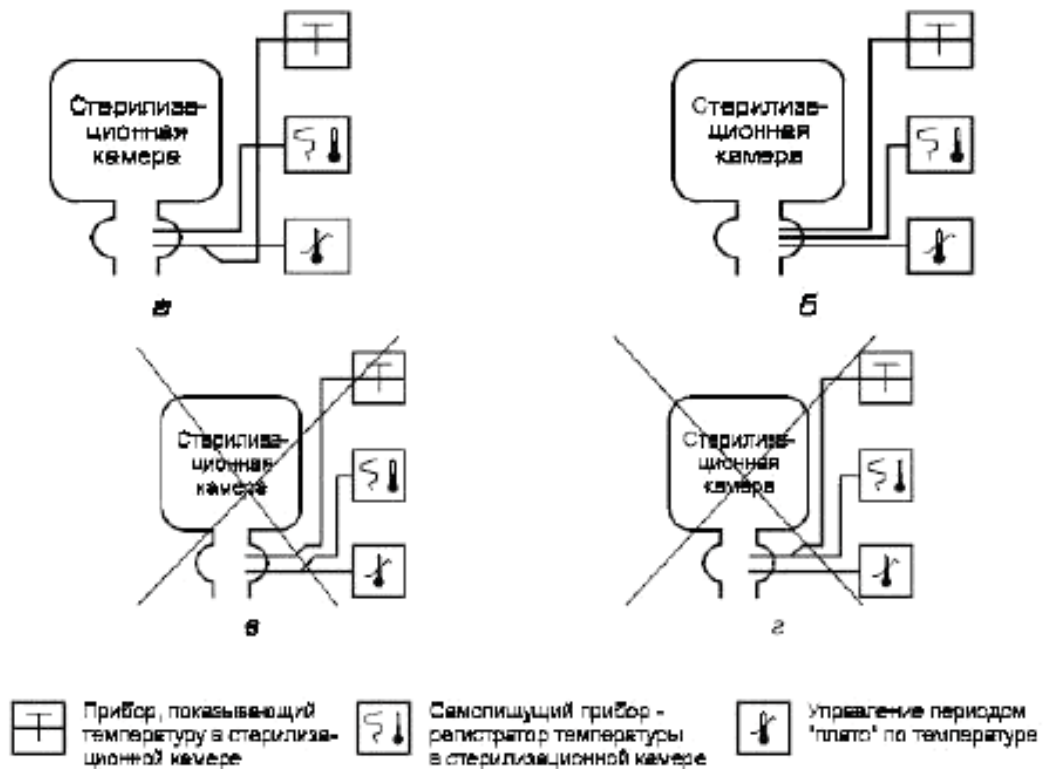 Стерилиза-
ционная
камера
Т
а
Стерилиза-
ционная
камера
Т
б
Стерилиза-
ционная
камера
Т
в
Стерилиза-
ционная
камера
Т
г
Т
Прибор, показывающий
температуру в стерилиза-
ционной камере
Самопишущий прибор -
регистратор температуры
в стерилизационной камере
Управление периодом
"плато" по температуре